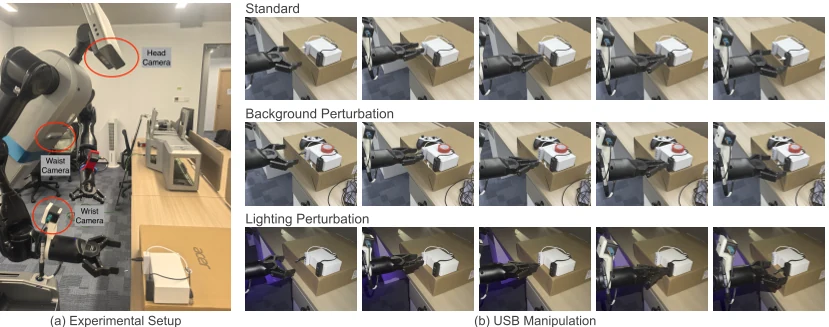 Head
Camera
Waist
Camera
Wrist
Camera
acer
(a) Experimental Setup
Standard
Background Perturbation
Lighting Perturbation
(b) USB Manipulation